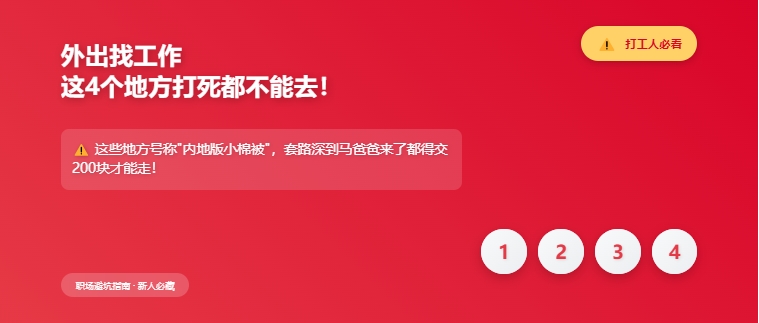 外出找工作
这4个地方打死都不能去！
⚠️ 打工人必看
⚠️ 这些地方号称"内地版小棉被"，套路深到马爸爸来了都得交
200块才能走！
1 2 3 4
职场避坑指南 · 新人必藏